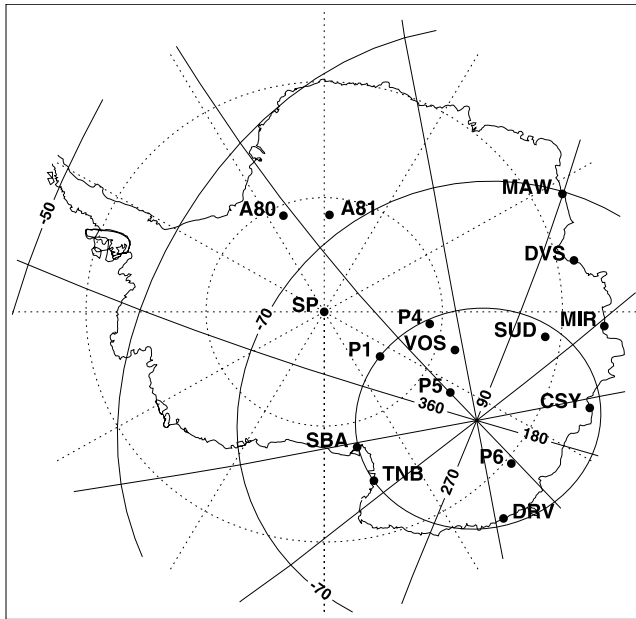 MAW
-50
A80
A81
DVS
SP
-70
P4
MIR
SUD
VOS
P1
P5
90
360
CSY
SBA
180
P6
270
TNB
DRV
-70